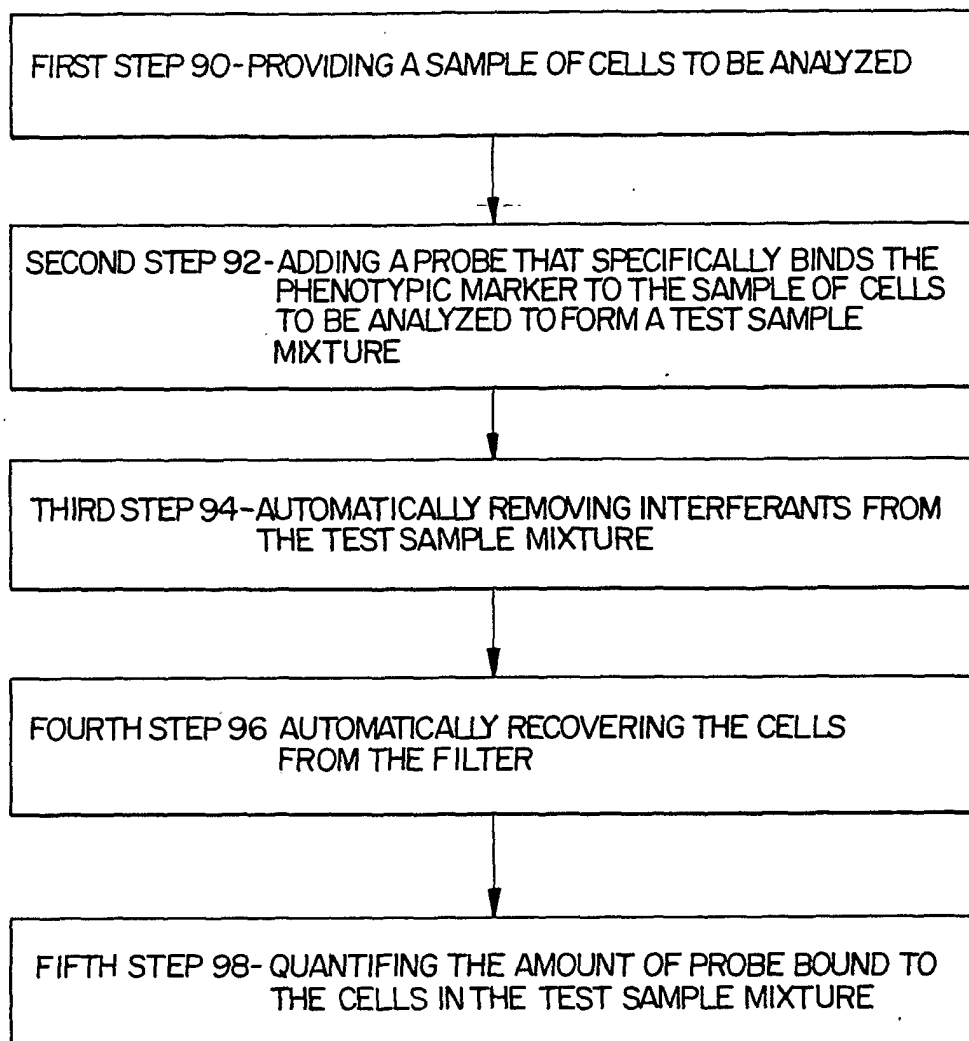 FIRST STEP 90-PROVIDING A SAMPLE OF CELLS TO BE ANALYZED
SECOND STEP 92-ADDING A PROBE THAT SPECIFICALLY BINDS THE
PHENOTYPIC MARKER TO THE SAMPLE OF CELLS
TO BE ANALYZED TO FORM A TEST SAMPLE
MIXTURE
THIRD STEP 94-AUTOMATICALLY REMOVING INTERFERANTS FROM
THE TEST SAMPLE MIXTURE
FOURTH STEP 96 AUTOMATICALLY RECOVERING THE CELLS
FROM THE FILTER
FIFTH STEP 98-QUANTIFING THE AMOUNT OF PROBE BOUND TO
THE CELLS IN THE TEST SAMPLE MIXTURE